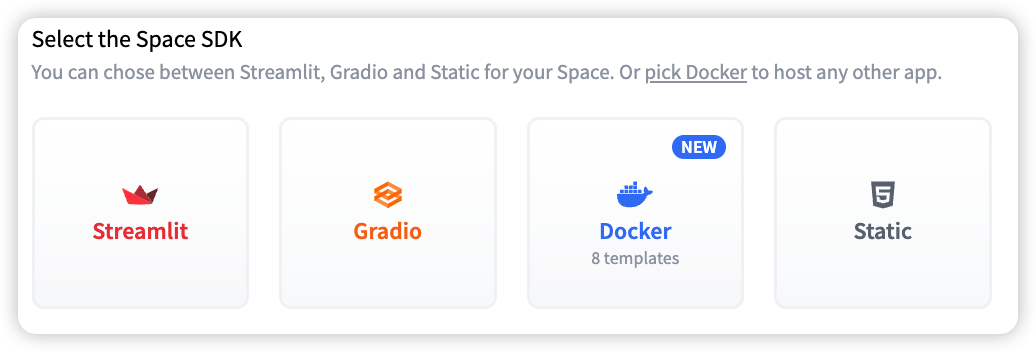 Select the Space SDK
You can chose between Streamlit, Gradio and Static for your Space. Or pick Docker to host any other app.
NEW
Streamlit
Gradio
Docker
Static
8 templates